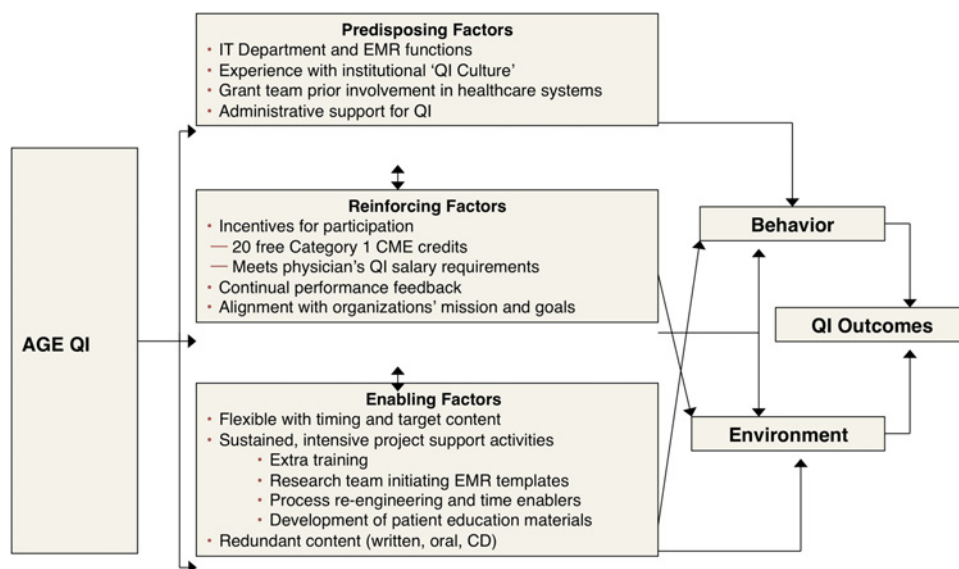 Predisposing Factors
• IT Department and EMR functions
• Experience with institutional ‘QI Culture’
• Grant team prior involvement in healthcare systems
• Administrative support for QI
Reinforcing Factors
• Incentives for participation
— 20 free Category 1 CME credits
— Meets physician’s QI salary requirements
• Continual performance feedback
• Alignment with organizations’ mission and goals
AGE QI
Enabling Factors
• Flexible with timing and target content
• Sustained, intensive project support activities
• Extra training
• Research team initiating EMR templates
• Process re-engineering and time enablers
• Development of patient education materials
• Redundant content (written, oral, CD)
Behavior
QI Outcomes
Environment